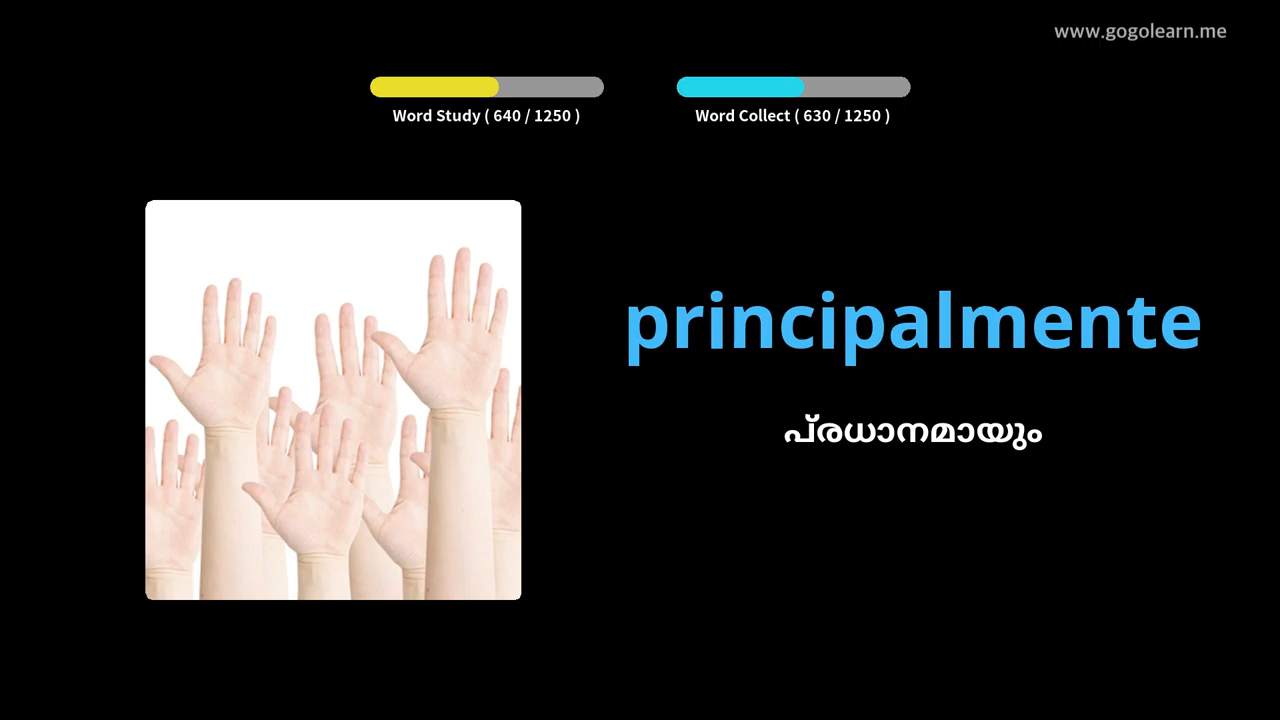 www.gogolearn.me
Word Study ( 640 / 1250 )
Word Collect ( 630 / 1250 )
principalmente
പ്രധാനമായും